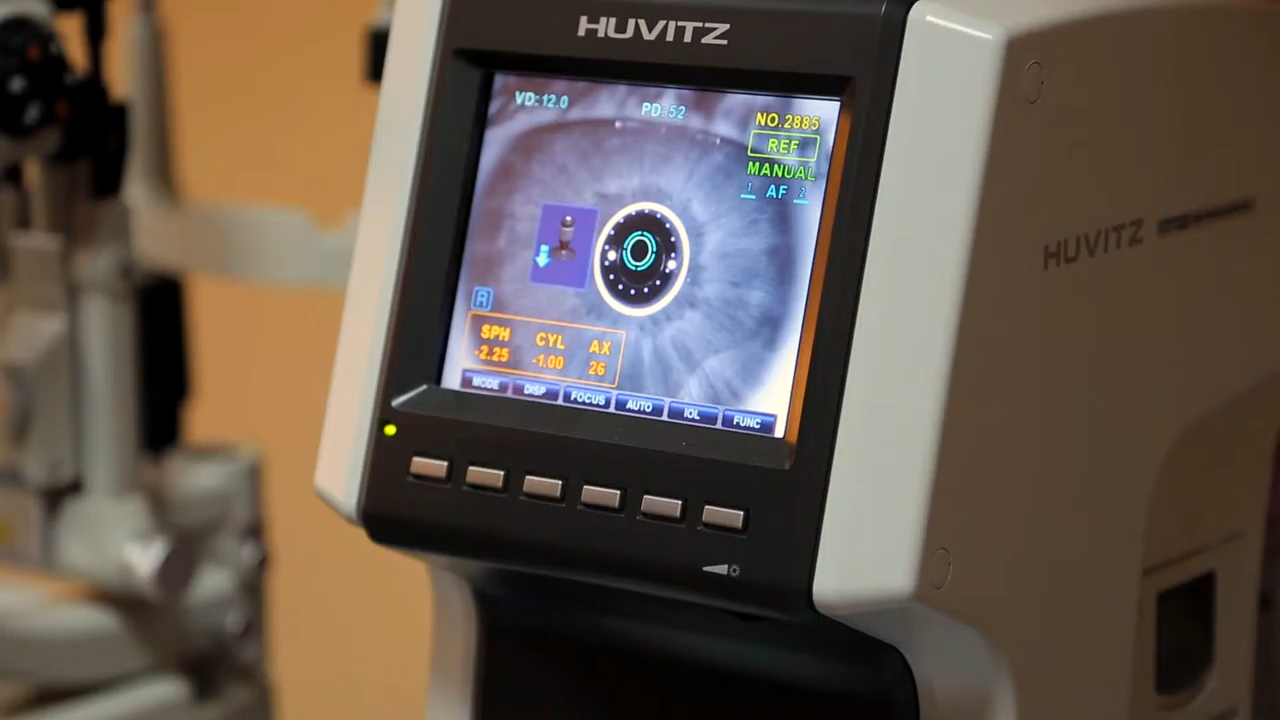 HUVITZ
VD:12.0 PD:52
NO.2885
REF
MANUAL
1 AF 2
R
SPH CYL AX
-2.25 -1.00 26
MODE DISP FOCUS AUTO IOL FUNC
HUVITZ